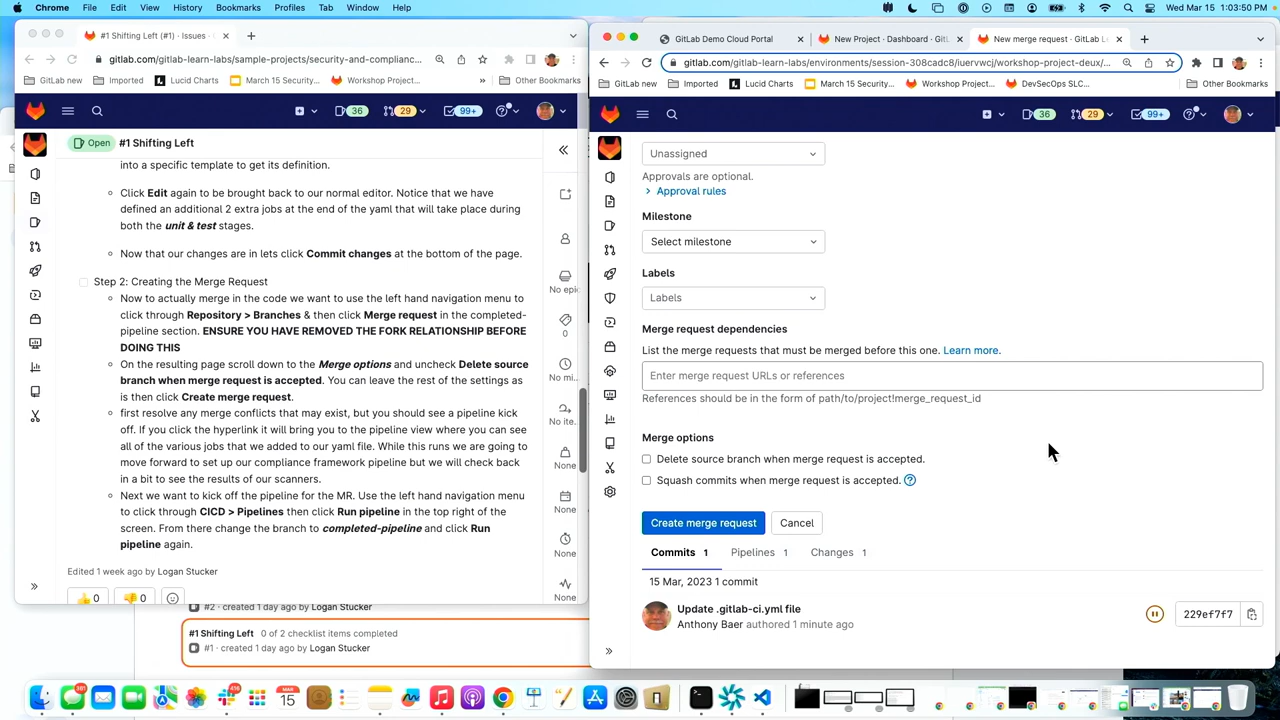 Chrome File Edit View History Bookmarks Profiles Tab Window Help
Wed Mar 15 1:03:50 PM
#1 Shifting Left (#1) · Issues ·
gitlab.com/gitlab-learn-labs/sample-projects/security-and-complianc...
GitLab new Imported Lucid Charts March 15 Security... Workshop Project... » Other Bookmarks
36 29 99+
Open #1 Shifting Left
into a specific template to get its definition.
Click Edit again to be brought back to our normal editor. Notice that we have
defined an additional 2 extra jobs at the end of the yaml that will take place during
both the unit & test stages.
Now that our changes are in lets click Commit changes at the bottom of the page.
Step 2: Creating the Merge Request
Now to actually merge in the code we want to use the left hand navigation menu to
click through Repository > Branches & then click Merge request in the completed-
pipeline section. ENSURE YOU HAVE REMOVED THE FORK RELATIONSHIP BEFORE
DOING THIS
On the resulting page scroll down to the Merge options and uncheck Delete source
branch when merge request is accepted. You can leave the rest of the settings as
is then click Create merge request.
first resolve any merge conflicts that may exist, but you should see a pipeline kick
off. If you click the hyperlink it will bring you to the pipeline view where you can see
all of the various jobs that we added to our yaml file. While this runs we are going to
move forward to set up our compliance framework pipeline but we will check back
in a bit to see the results of our scanners.
Next we want to kick off the pipeline for the MR. Use the left hand navigation menu
to click through CICD > Pipelines then click Run pipeline in the top right of the
screen. From there change the branch to completed-pipeline and click Run
pipeline again.
Edited 1 week ago by Logan Stucker
👍 0 👎 0
No epic
0
No mi...
No ite...
None
None
None
None
#2 · created 1 day ago by Logan Stucker
#1 Shifting Left 0 of 2 checklist items completed
#1 · created 1 day ago by Logan Stucker
GitLab Demo Cloud Portal
New Project · Dashboard · GitL
New merge request · GitLab L
gitlab.com/gitlab-learn-labs/environments/session-308cadc8/iuervwcj/workshop-project-deux/...
GitLab new Imported Lucid Charts March 15 Security... Workshop Project... DevSecOps SLC... Other Bookmarks
36 29 99+
Unassigned
Approvals are optional.
Approval rules
Milestone
Select milestone
Labels
Labels
Merge request dependencies
List the merge requests that must be merged before this one. Learn more.
Enter merge request URLs or references
References should be in the form of path/to/project!merge_request_id
Merge options
Delete source branch when merge request is accepted.
Squash commits when merge request is accepted.
Create merge request Cancel
Commits 1 Pipelines 1 Changes 1
15 Mar, 2023 1 commit
Update .gitlab-ci.yml file
Anthony Baer authored 1 minute ago
229ef7f7
MAR
15